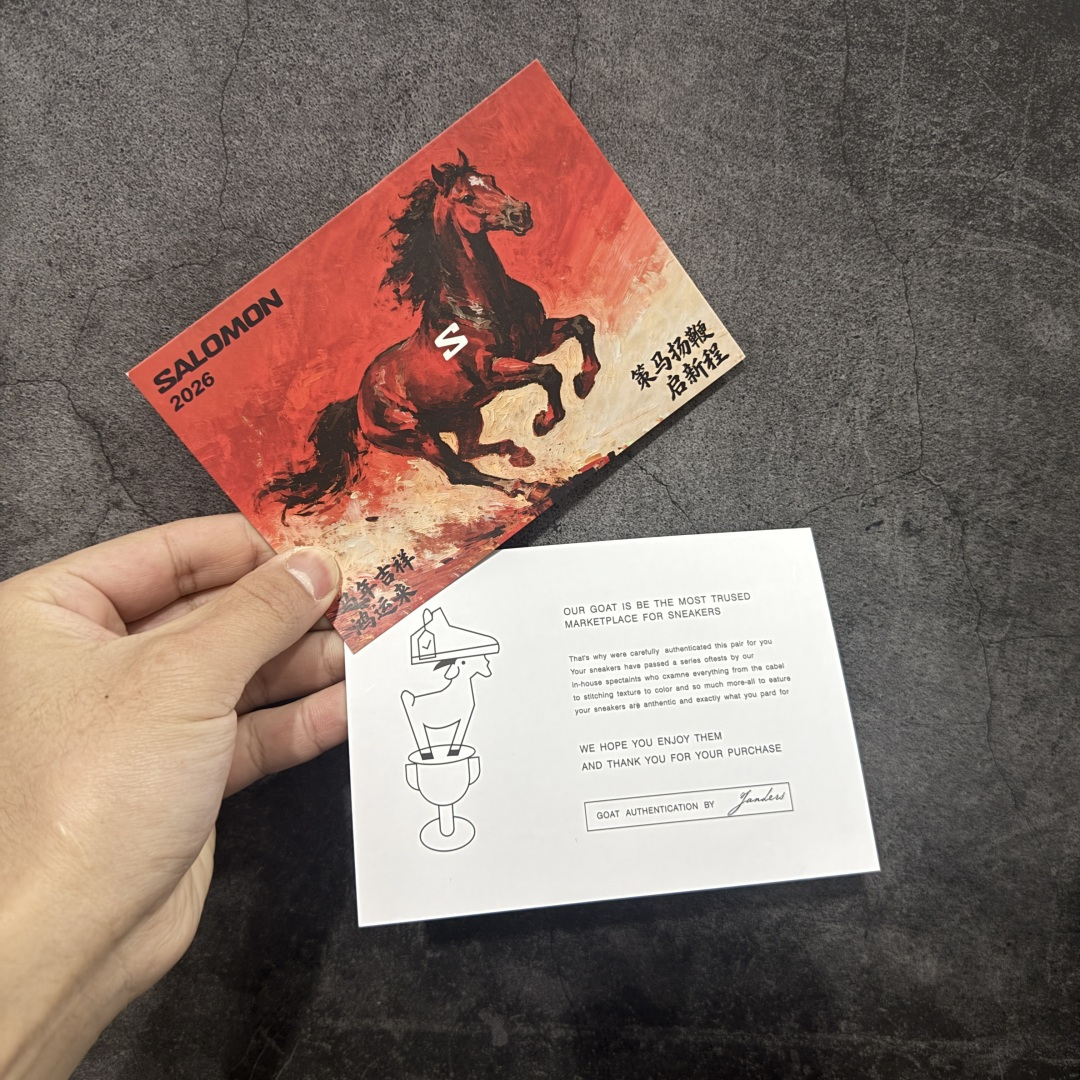 SALOMON
2026
策马扬鞭
启新程
年吉祥
鸿运来
OUR GOAT IS BE THE MOST TRUSED
MARKETPLACE FOR SNEAKERS
That's why were carefully authenticated this pair for you
Your sneakers have passed a series oftests by our
in-house spectaints who cxamne everything from the cabel
to stitching texture to color and so much more-all to eature
your sneakers are anthentic and exactly what you pard for
WE HOPE YOU ENJOY THEM
AND THANK YOU FOR YOUR PURCHASE
GOAT AUTHENTICATION BY Yanders